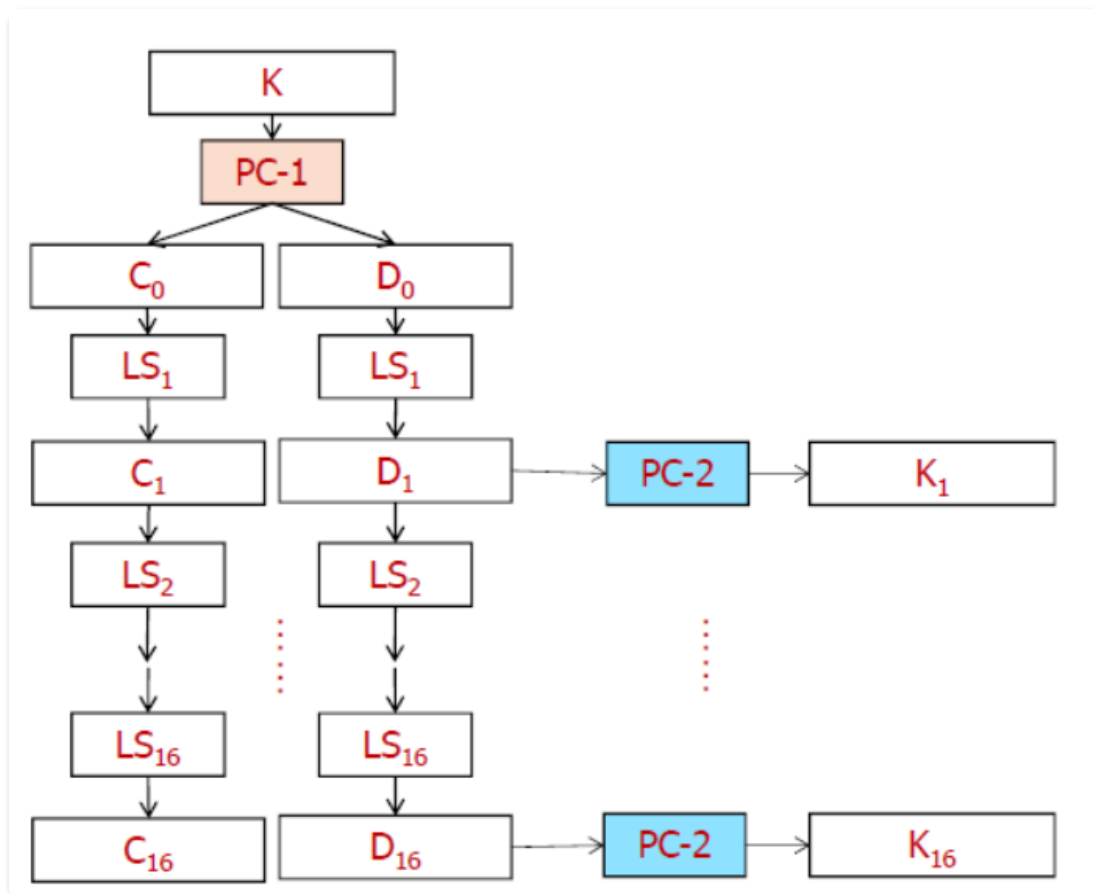 K
PC-1
C₀ D₀
LS₁ LS₁
C₁ D₁ PC-2 K₁
LS₂ LS₂
LS₁₆ LS₁₆
C₁₆ D₁₆ PC-2 K₁₆